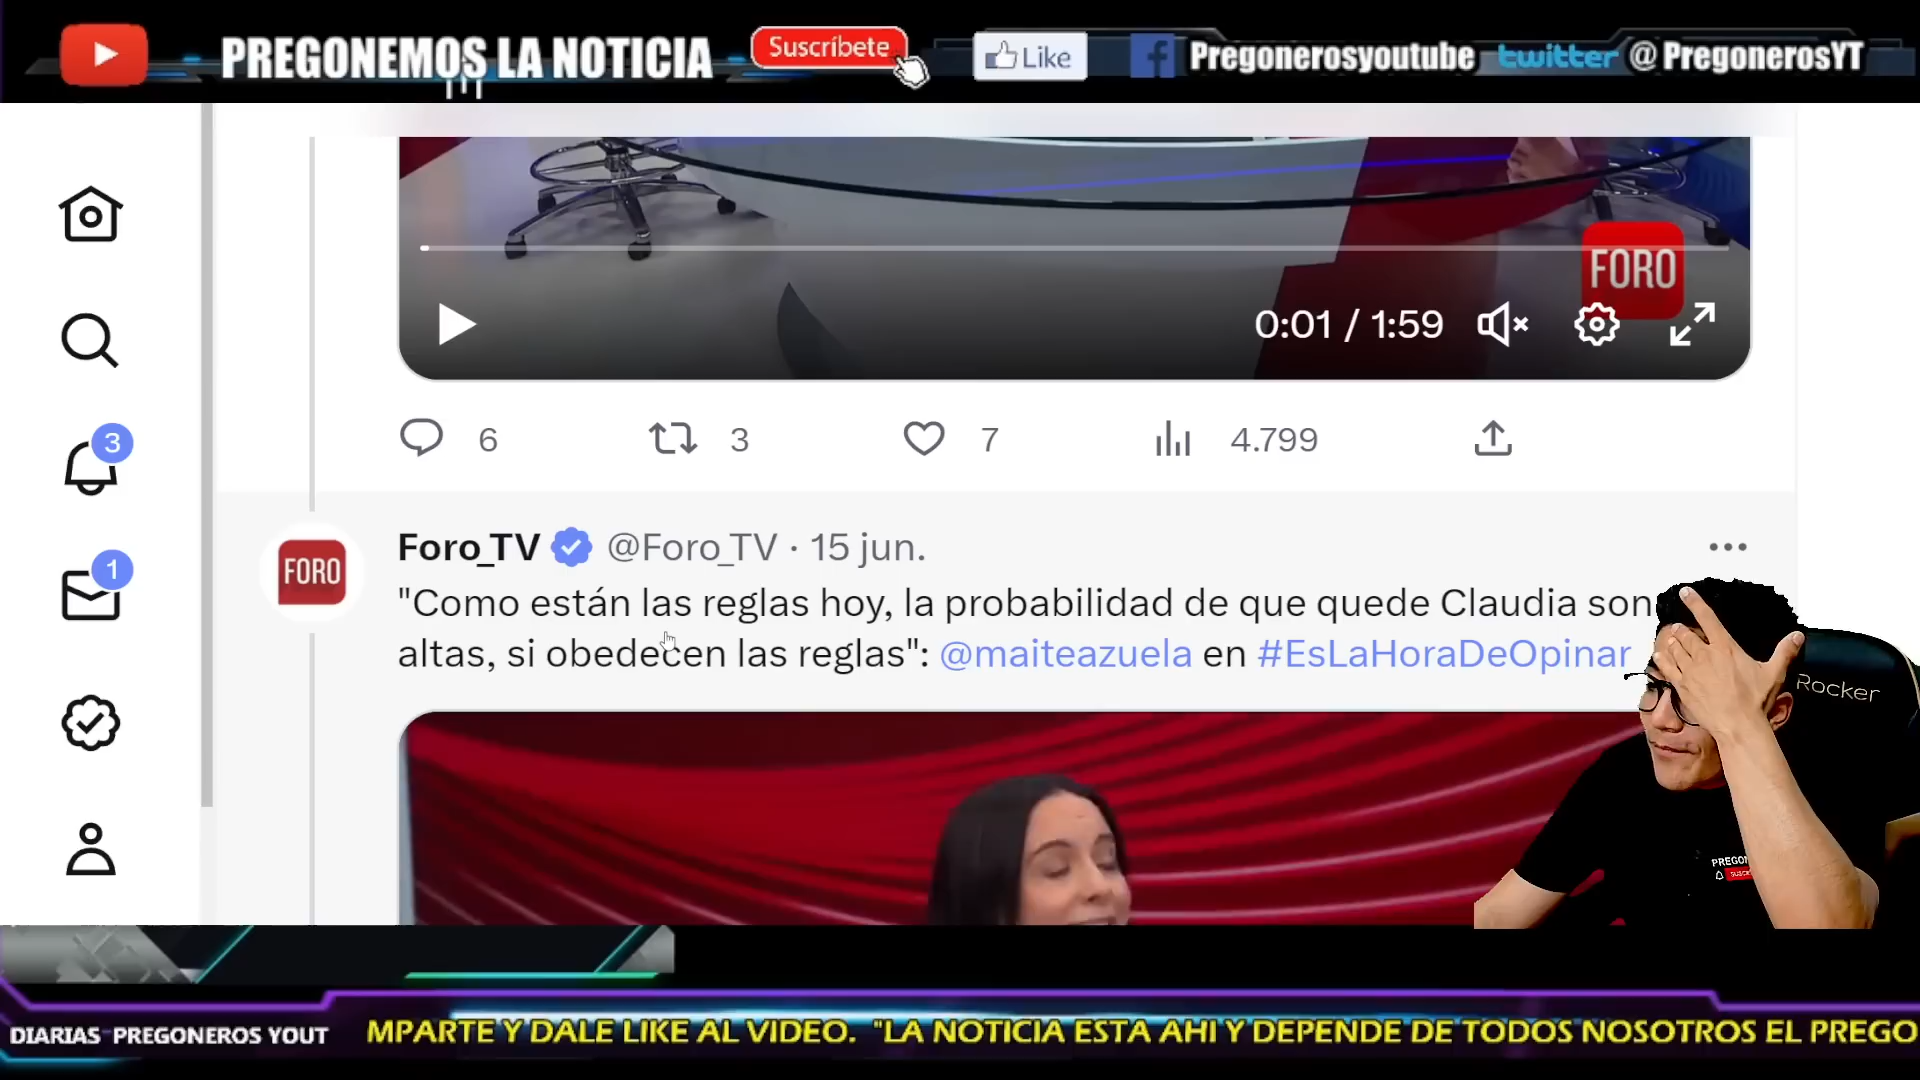 PREGONEMOS LA NOTICIA
Suscríbete
Like
Pregonerosyoutube
twitter @PregonerosYT
FORO
0:01 / 1:59
6
3
7
4.799
3
1
FORO
Foro_TV @Foro_TV · 15 jun.
"Como están las reglas hoy, la probabilidad de que quede Claudia son
altas, si obedecen las reglas": @maiteazuela en #EsLaHoraDeOpinar
Rocker
DIARIAS PREGONEROS YOUT
MPARTE Y DALE LIKE AL VIDEO. "LA NOTICIA ESTA AHI Y DEPENDE DE TODOS NOSOTROS EL PREGO